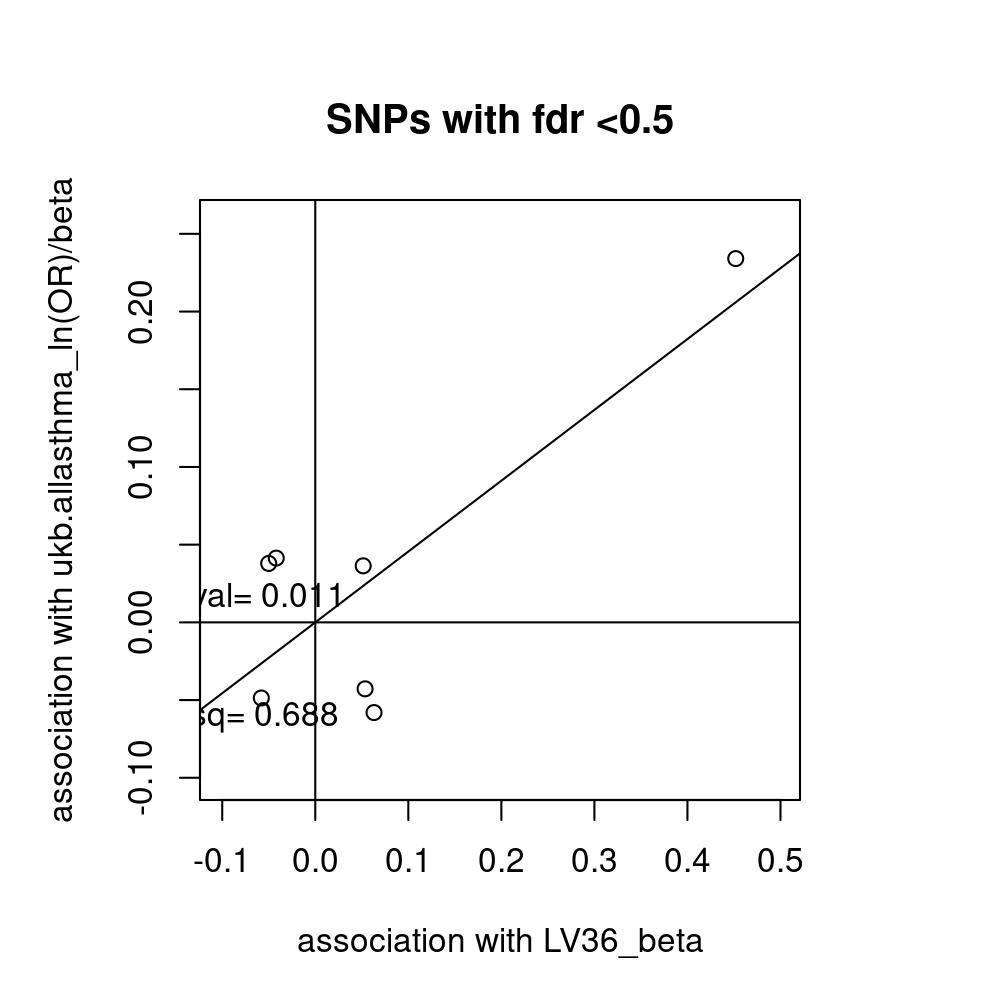 SNPs with fdr <0.5
association with ukb.allasthma_ln(OR)/beta
0.20
0.10
0.00
-0.10
val= 0.011
sq= 0.688
-0.1 0.0 0.1 0.2 0.3 0.4 0.5
association with LV36_beta